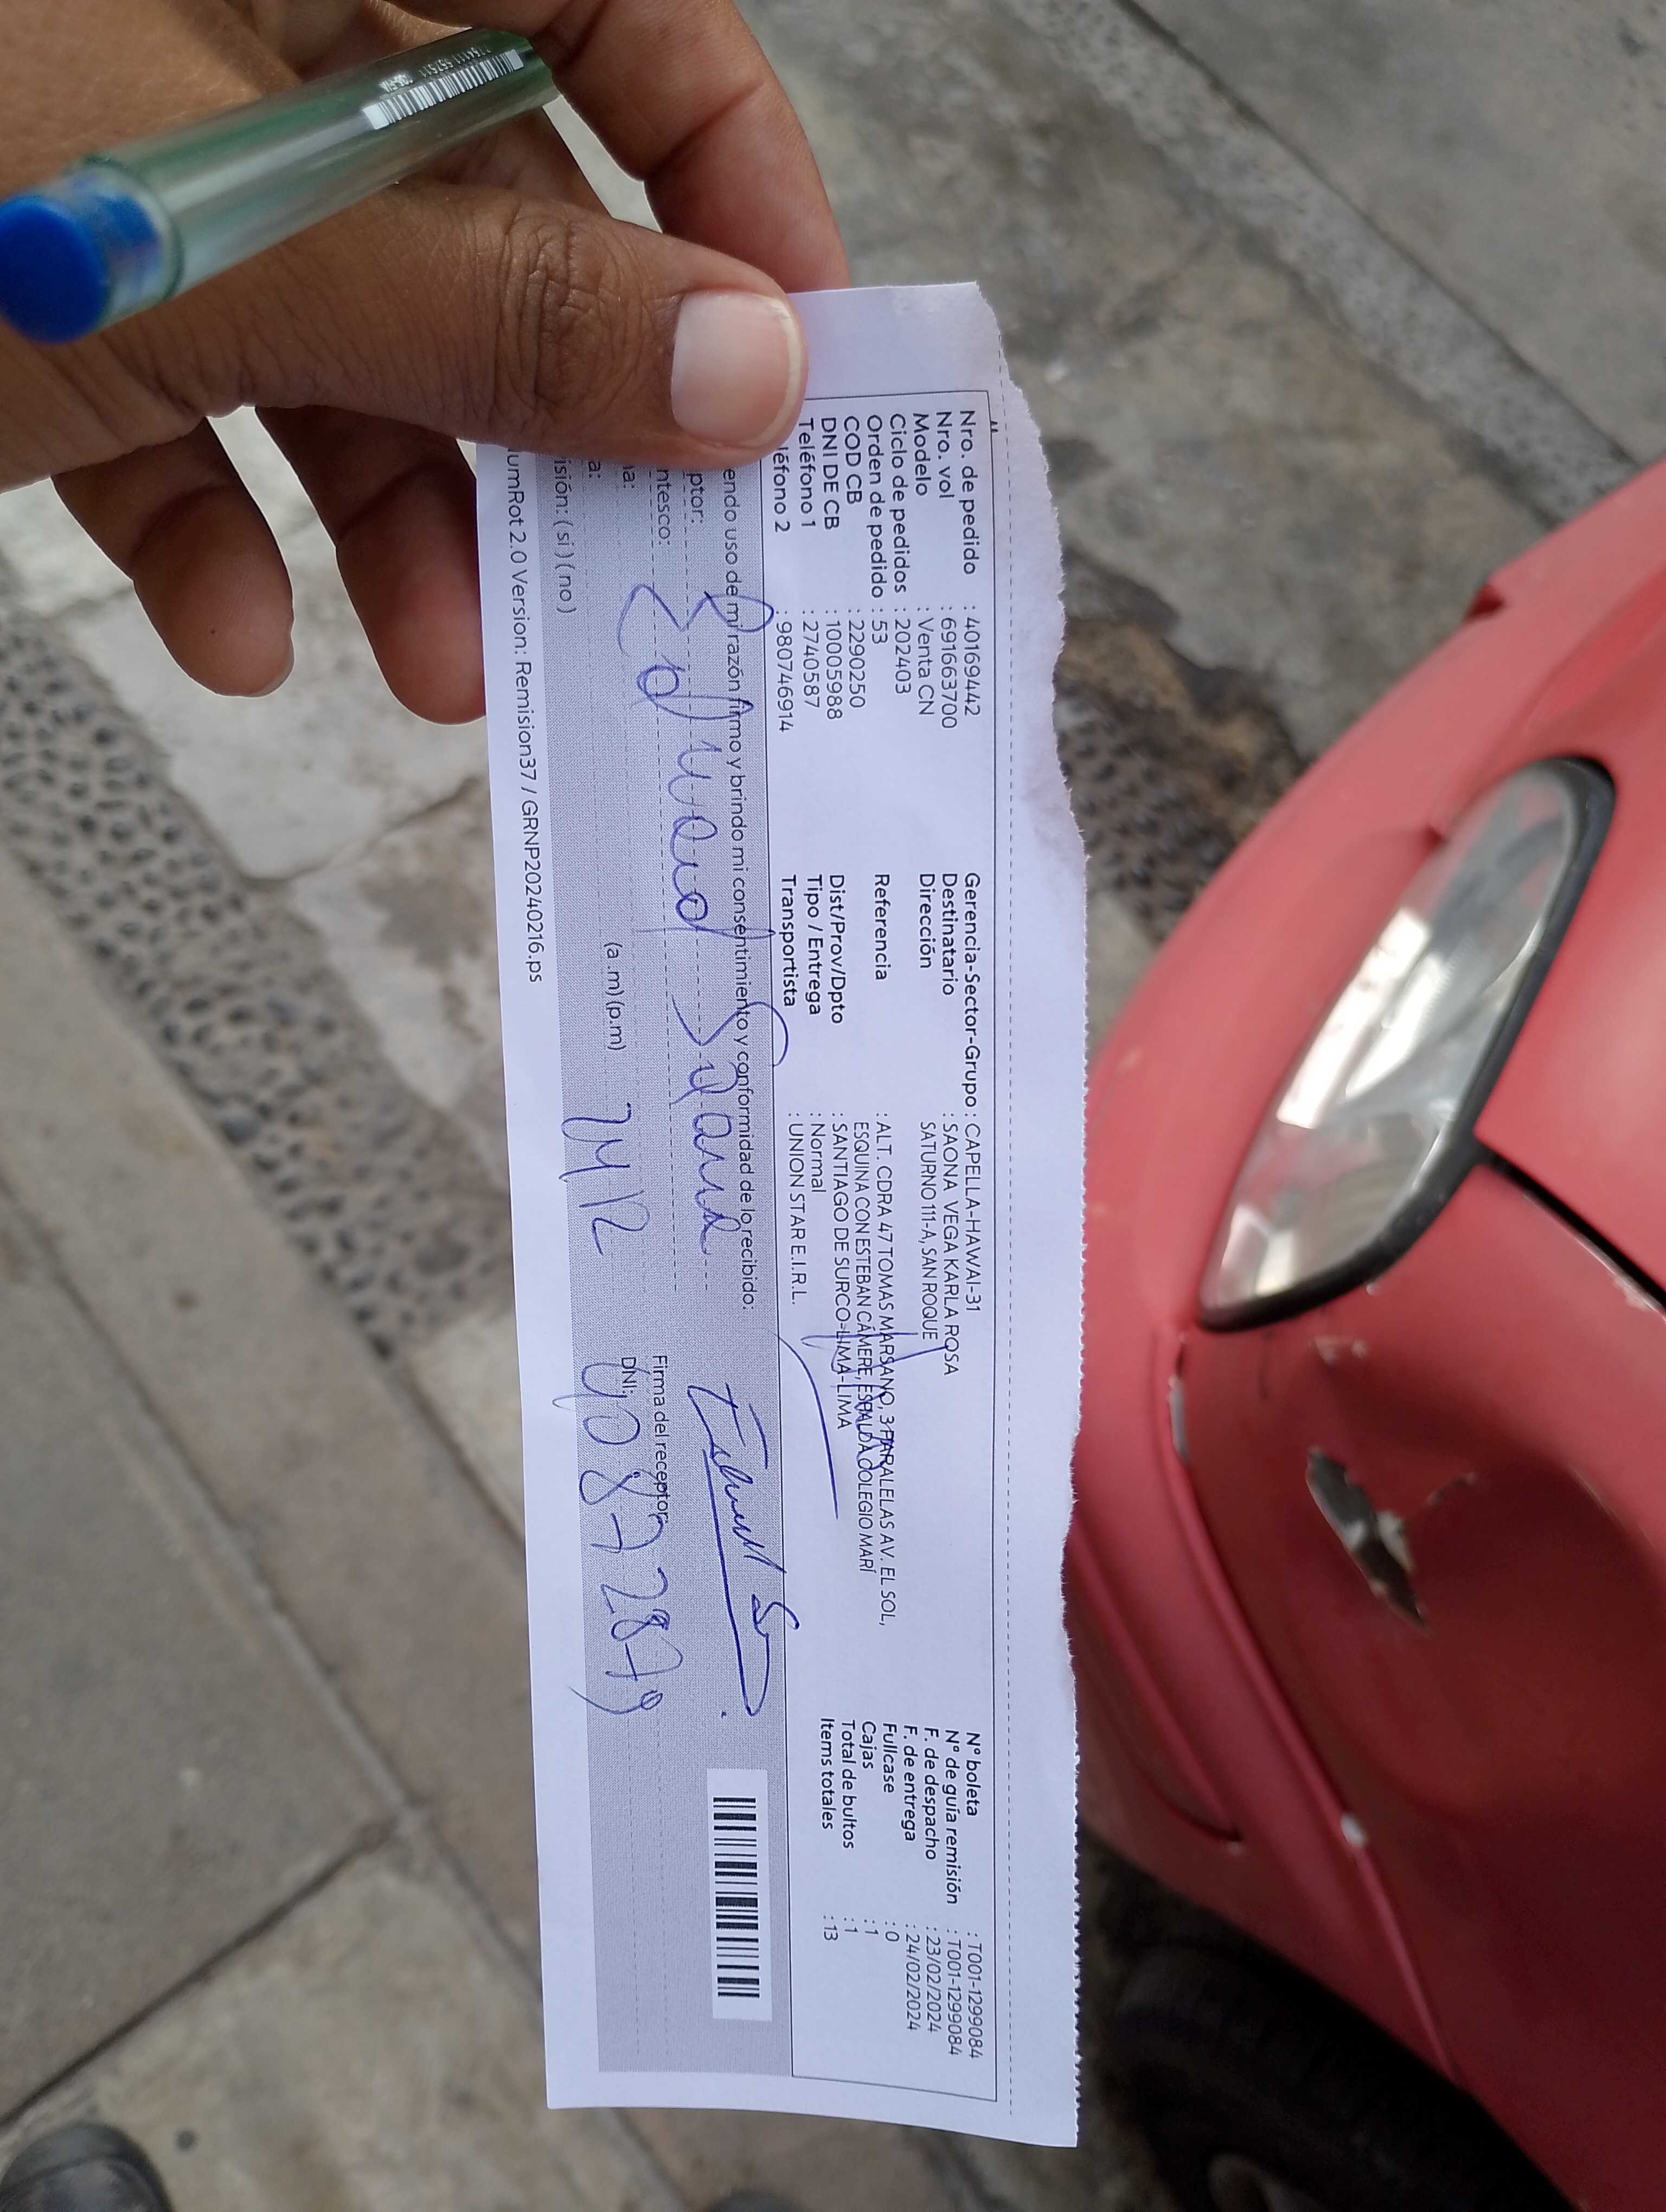 Nro. de pedido : 40169442
Nro. vol : 691663700
Modelo : Venta CN
Ciclo de pedidos : 202403
Orden de pedido : 53
COD CB : 2290250
DNI DE CB : 10005988
Teléfono 1 : 2740587
léfono 2 : 980746914
Gerencia-Sector-Grupo : CAPELLA-HAWAI-31
Destinatario : SAONA VEGA KARLA ROSA
Dirección SATURNO 111-A, SAN ROQUE
Referencia : ALT. CDRA 47 TOMAS MARSANO, 3 PARALELAS AV. EL SOL,
ESQUINA CON ESTEBAN CÁMERE, ESPALDA COLEGIO MARÍ
Dist/Prov/Dpto : SANTIAGO DE SURCO-LIMA-LIMA
Tipo / Entrega : Normal
Transportista : UNION STAR E.I.R.L.
N° boleta : T001-1299084
N° de guía remisión : T001-1299084
F. de despacho : 23/02/2024
F. de entrega : 24/02/2024
Fullcase : 0
Cajas : 1
Total de bultos : 1
Items totales : 13
endo uso de mi razón firmo y brindo mi consentimiento y conformidad de lo recibido:
ptor:
ntesco:
na:
a: (a.m) (p.m)
isión: ( si ) ( no )
Eduard Saona
Firma del receptor
DNI: 40872879
umRot 2.0 Version: Remision37 / GRNP20240216.ps